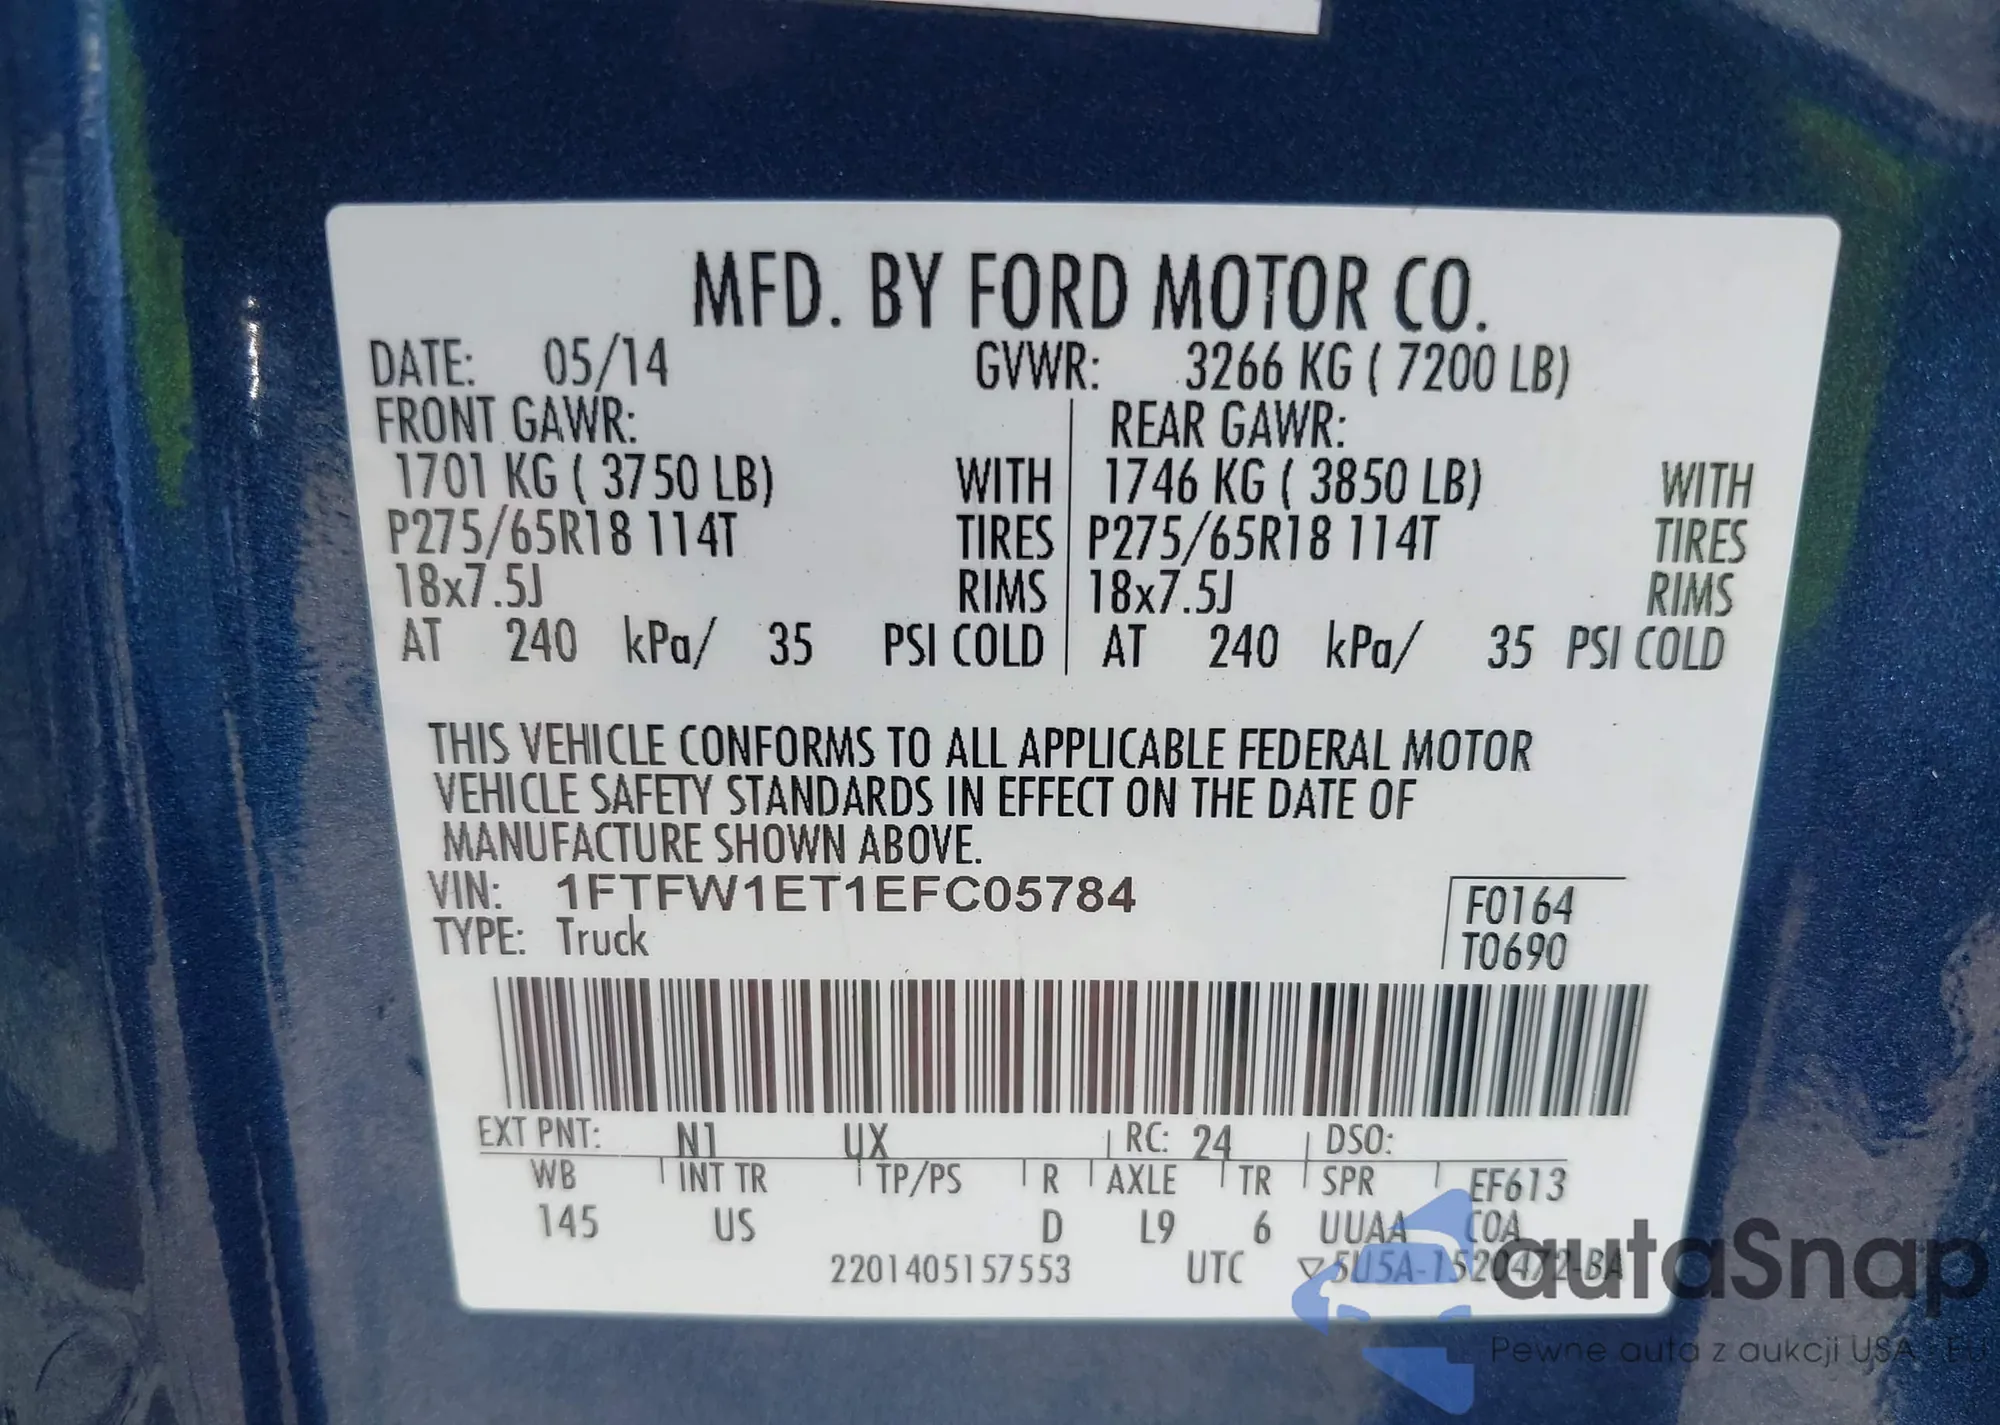 MFD. BY FORD MOTOR CO.
DATE: 05/14 GVWR: 3266 KG ( 7200 LB)
FRONT GAWR: REAR GAWR:
1701 KG ( 3750 LB) WITH 1746 KG ( 3850 LB) WITH
P275/65R18 114T TIRES P275/65R18 114T TIRES
18x7.5J RIMS 18x7.5J RIMS
AT 240 kPa/ 35 PSI COLD AT 240 kPa/ 35 PSI COLD
THIS VEHICLE CONFORMS TO ALL APPLICABLE FEDERAL MOTOR
VEHICLE SAFETY STANDARDS IN EFFECT ON THE DATE OF
MANUFACTURE SHOWN ABOVE.
VIN: 1FTFW1ET1EFC05784 F0164
TYPE: Truck T0690
EXT PNT: N1 UX RC: 24 DSO:
WB INT TR TP/PS R AXLE TR SPR EF613
145 US D L9 6 UUAA COA
2201405157553 UTC ▽5U5A-1520472-BA
autaSnap
Pewne auta z aukcji USA - EU